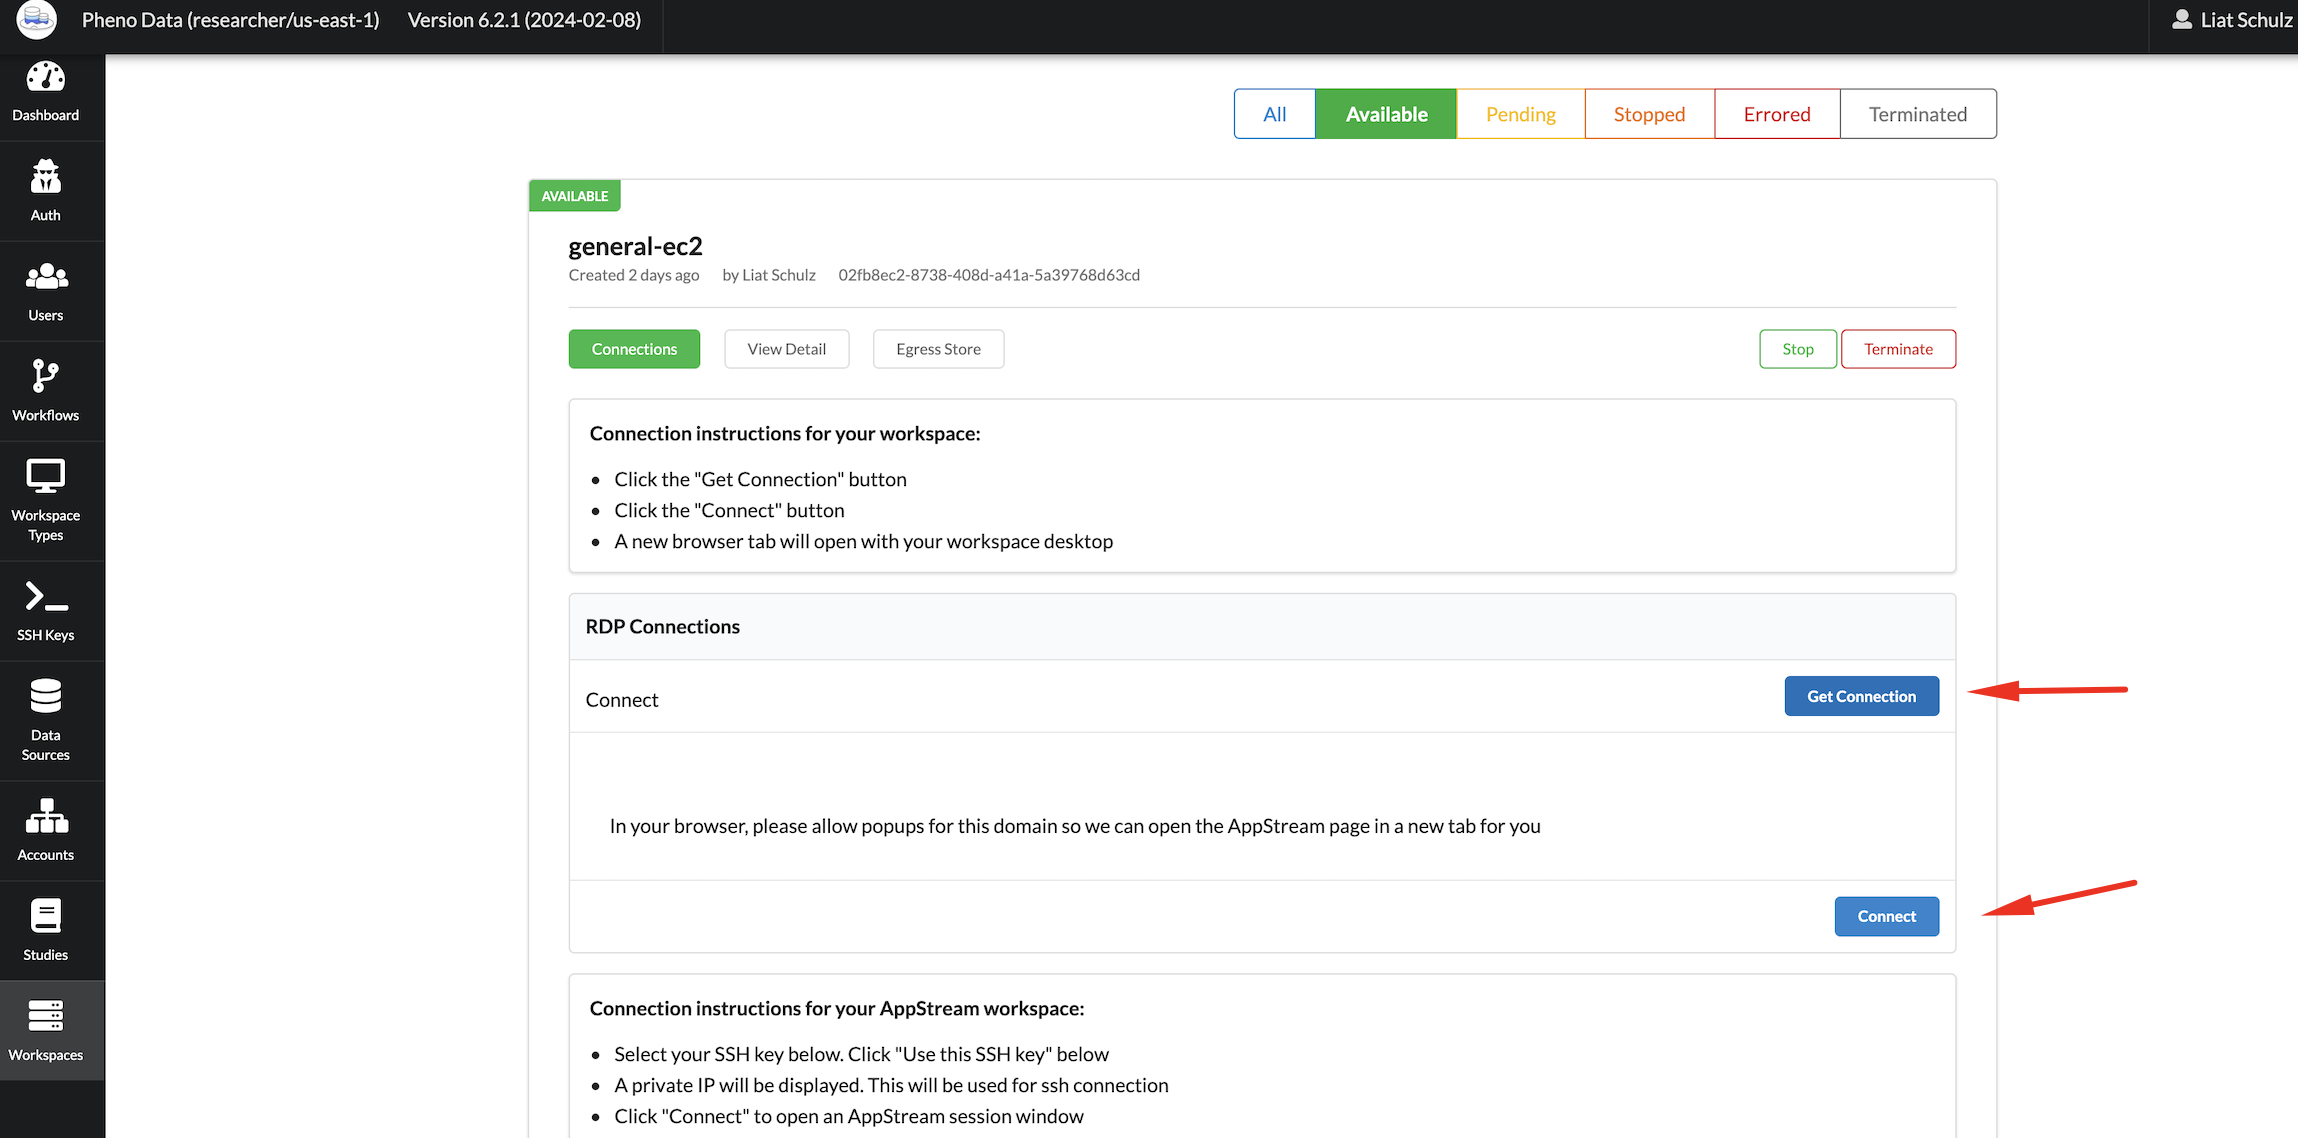 Pheno Data (researcher/us-east-1) Version 6.2.1 (2024-02-08) Liat Schulz
Dashboard
Auth
Users
Workflows
Workspace
Types
SSH Keys
Data
Sources
Accounts
Studies
Workspaces
All Available Pending Stopped Errored Terminated
AVAILABLE
general-ec2
Created 2 days ago by Liat Schulz 02fb8ec2-8738-408d-a41a-5a39768d63cd
Connections View Detail Egress Store Stop Terminate
Connection instructions for your workspace:
• Click the "Get Connection" button
• Click the "Connect" button
• A new browser tab will open with your workspace desktop
RDP Connections
Connect Get Connection
In your browser, please allow popups for this domain so we can open the AppStream page in a new tab for you
Connect
Connection instructions for your AppStream workspace:
• Select your SSH key below. Click "Use this SSH key" below
• A private IP will be displayed. This will be used for ssh connection
• Click "Connect" to open an AppStream session window